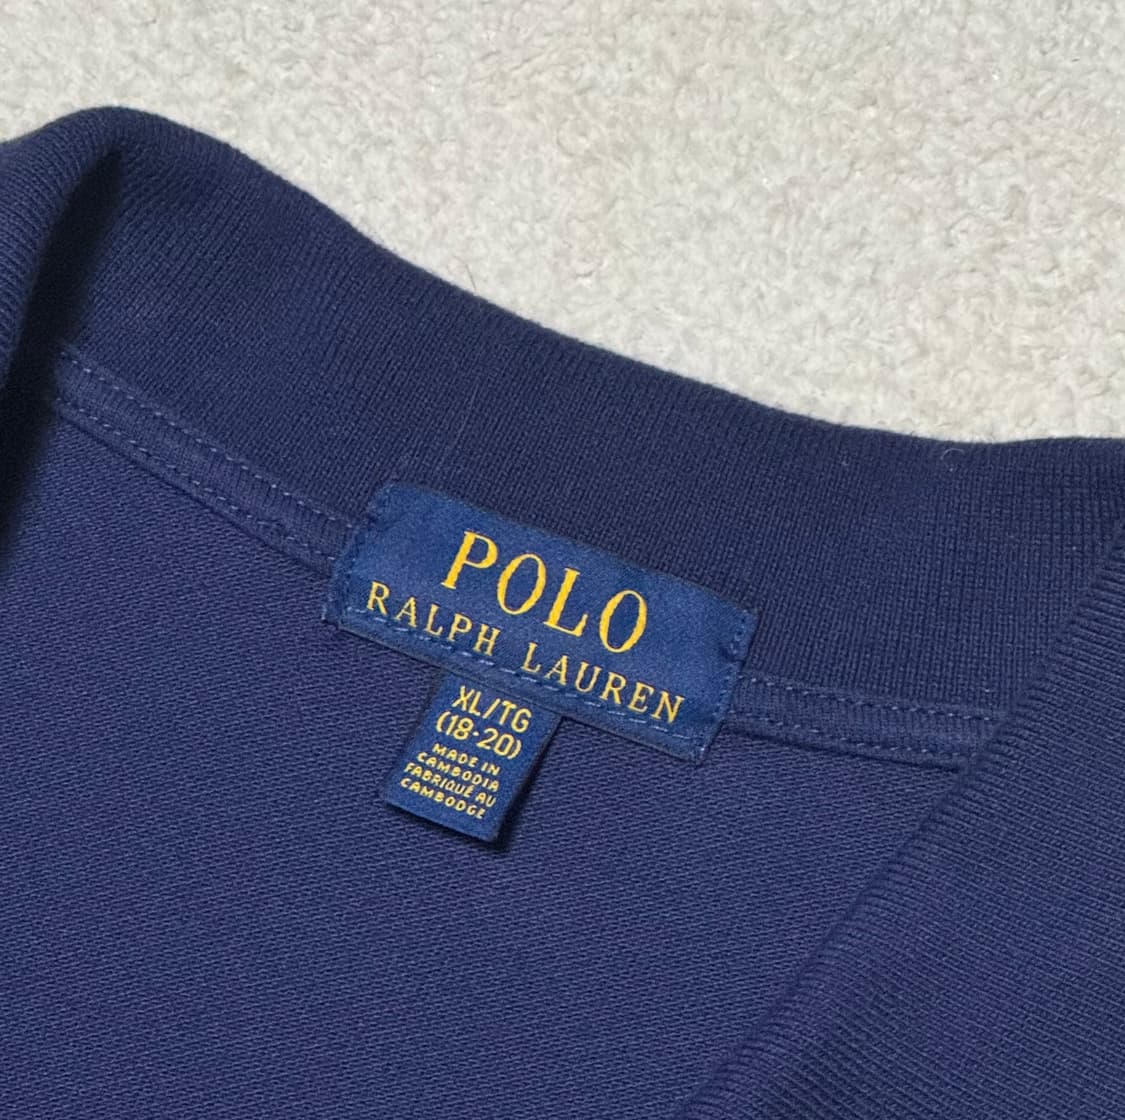 POLO
RALPH LAUREN
XL/TG
(18-20)
MADE IN
CAMBODIA
FABRIQUÉ AU
CAMBODGE